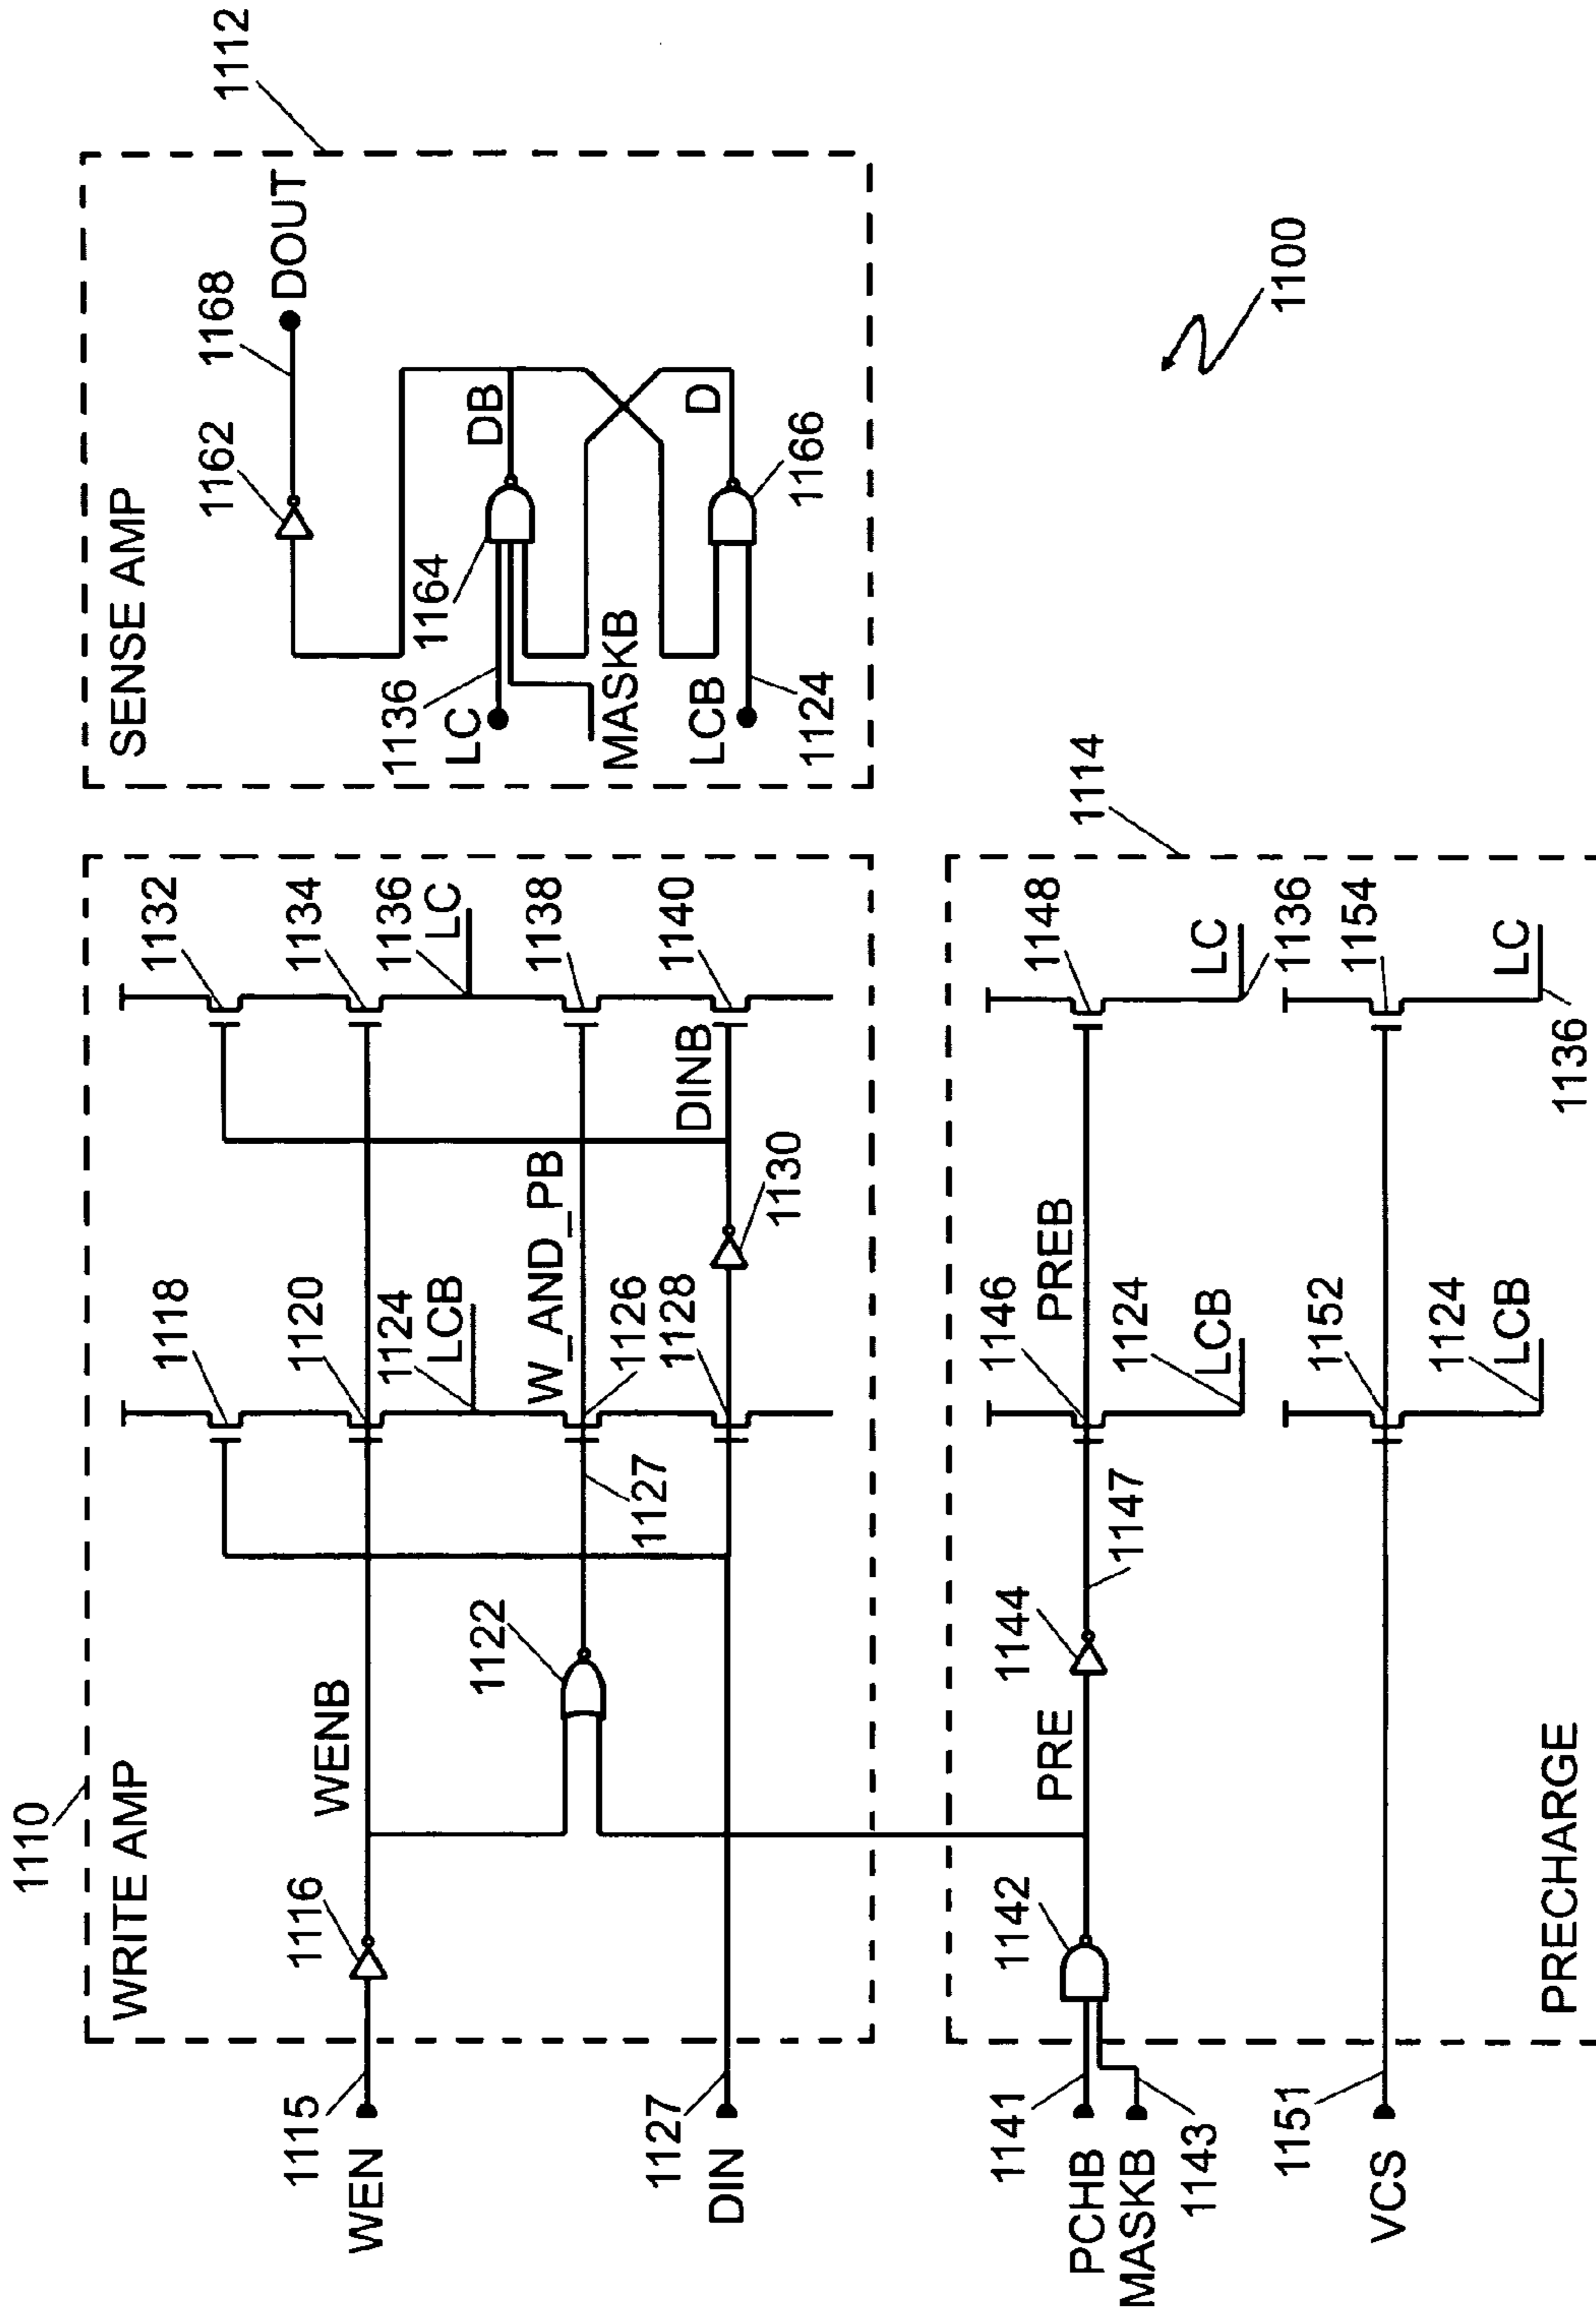 1110
WRITE AMP
1115
WEN
1116
WENB
1118
1120
1124
LCB
1122
1127
W_AND_PB
1126
1128
1127
DIN
1130
DINB
1132
1134
1136
LC
1138
1140
SENSE AMP
1112
1162
1168
DOUT
1164
DB
1136
LC
MASKB
D
LCB
1124
1166
1100
1114
1141
PCHB
MASKB
1143
1142
PRE
1144
1147
1146
PREB
1124
LCB
1148
LC
1136
1151
VCS
1152
1124
LCB
1154
LC
1136
PRECHARGE